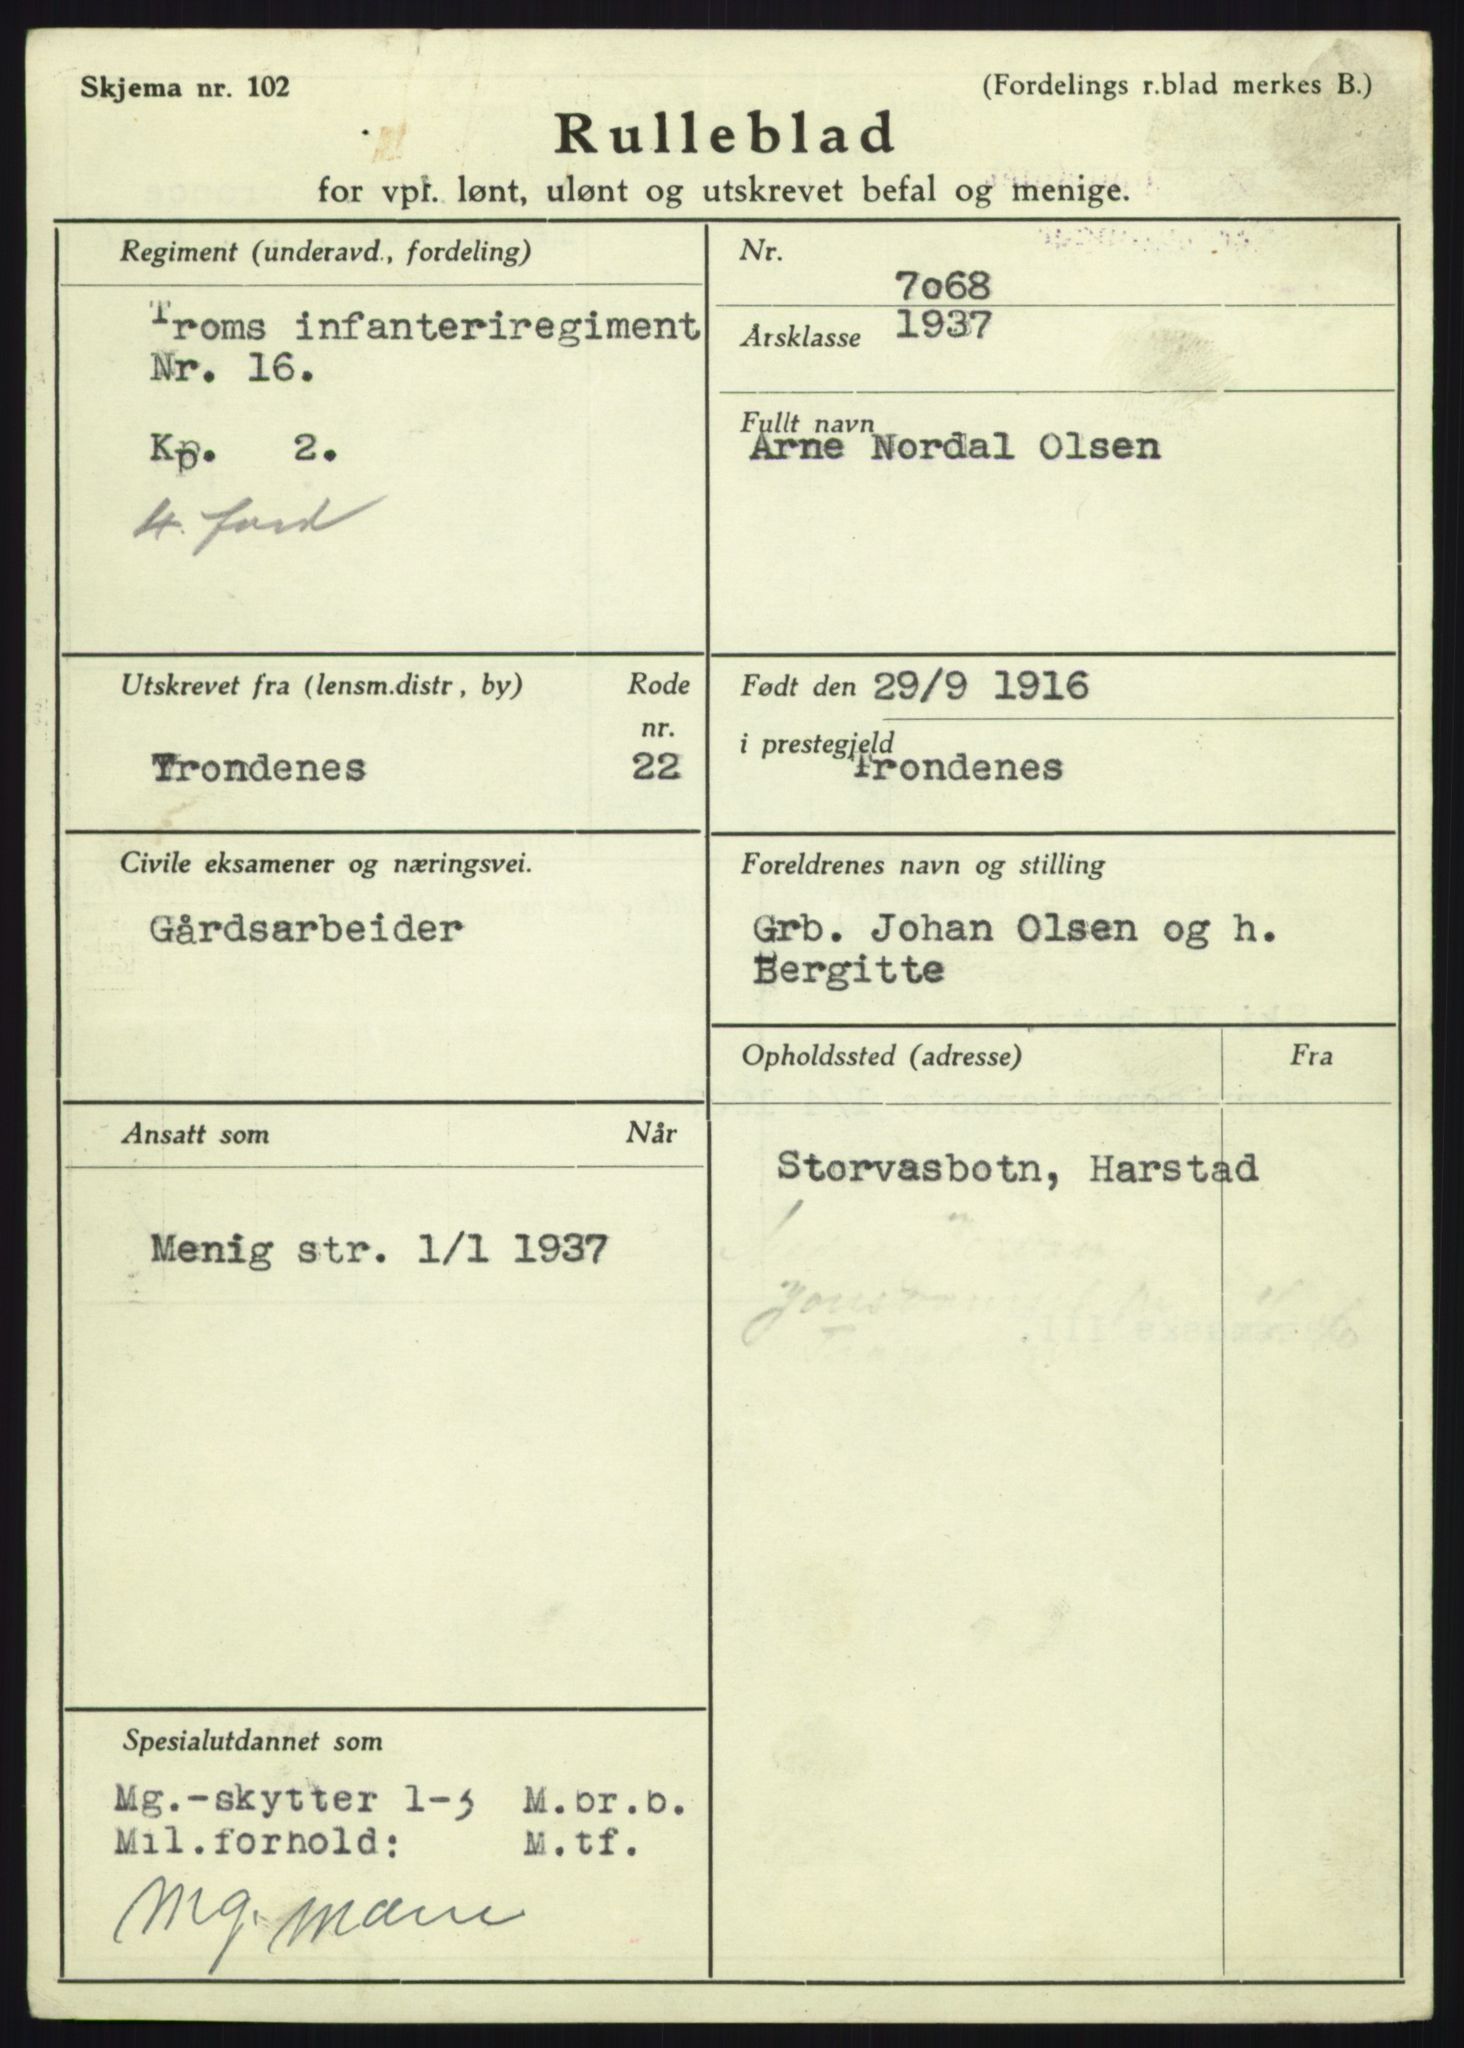 Skjema nr. 102
(Fordelings r.blad merkes B.)
Rulleblad
for vpl. lønt, ulønt og utskrevet befal og menige.
Regiment (underavd., fordeling)
Troms infanteriregiment
Nr. 16.
Kp. 2.
4. ford
Nr.
7068
Årsklasse 1937
Fullt navn
Arne Nordal Olsen
Utskrevet fra (lensm.distr, by)
Rode
nr.
Trondenes
22
Født den 29/9 1916
i prestegjeld
Trondenes
Civile eksamener og næringsvei.
Gårdsarbeider
Foreldrenes navn og stilling
Grb. Johan Olsen og h.
Bergitte
Opholdssted (adresse)
Fra
Storvasbotn, Harstad
Ansatt som
Når
Menig str. 1/1 1937
Spesialutdannet som
Mg.-skytter 1-3 M.br.b.
Mil.forhold: M.tf.
Mg. mann